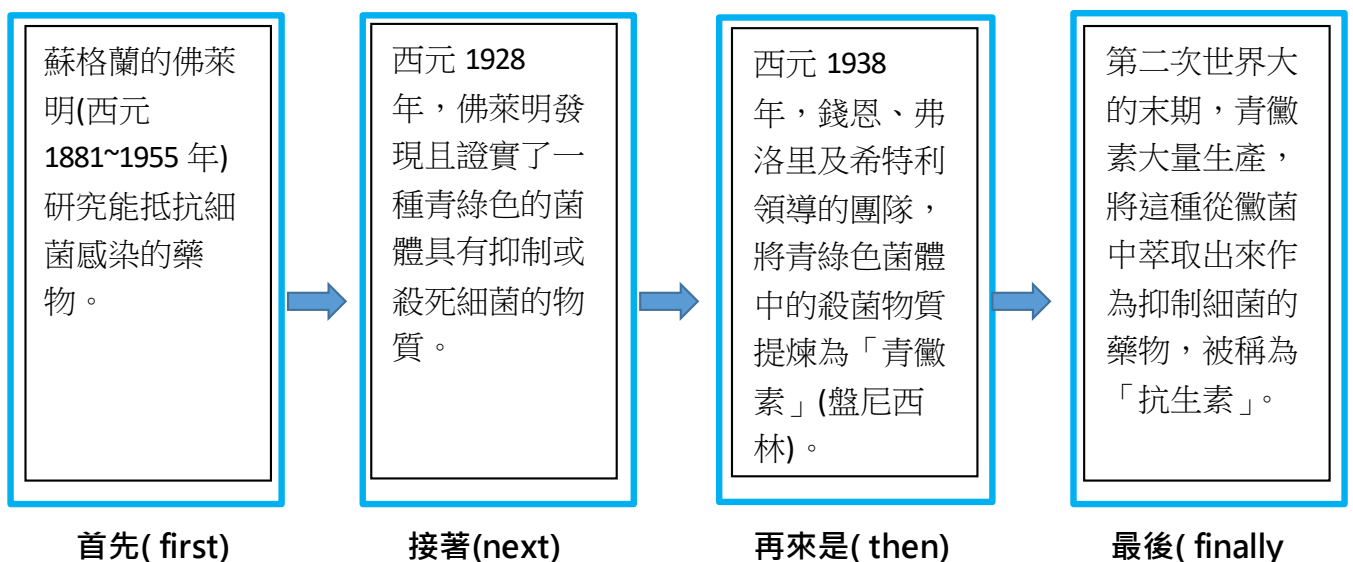 蘇格蘭的佛萊
明(西元
1881~1955 年)
研究能抵抗細
菌感染的藥
物。
西元 1928
年，佛萊明發
現且證實了一
種青綠色的菌
體具有抑制或
殺死細菌的物
質。
西元 1938
年，錢恩、弗
洛里及希特利
領導的團隊，
將青綠色菌體
中的殺菌物質
提煉為「青黴
素」(盤尼西
林)。
第二次世界大
的末期，青黴
素大量生產，
將這種從黴菌
中萃取出來作
為抑制細菌的
藥物，被稱為
「抗生素」。
首先( first)
接著(next)
再來是( then)
最後( finally